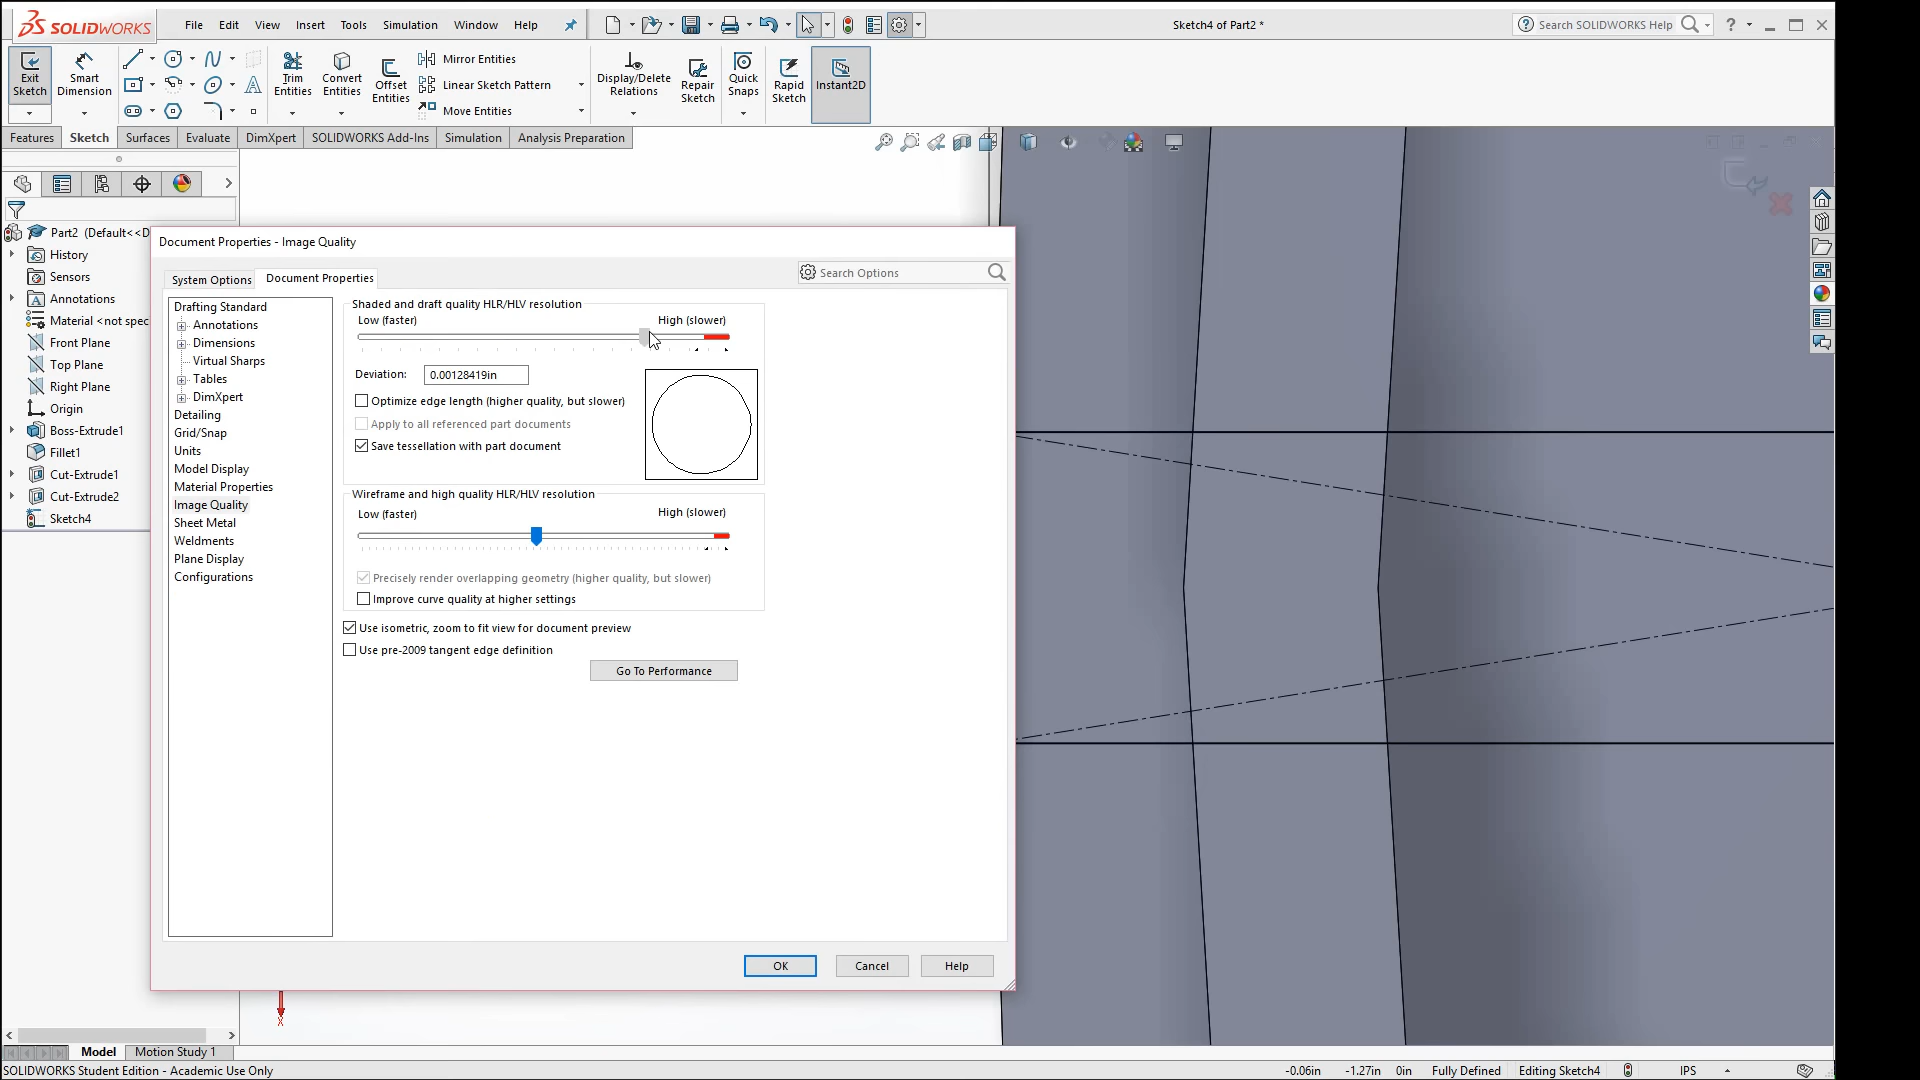 SOLIDWORKS
File Edit View Insert Tools Simulation Window Help
Sketch4 of Part2 *
Search SOLIDWORKS Help
Exit Sketch
Smart Dimension
Trim Entities
Convert Entities
Offset Entities
Mirror Entities
Linear Sketch Pattern
Move Entities
Display/Delete Relations
Repair Sketch
Quick Snaps
Rapid Sketch
Instant2D
Features Sketch Surfaces Evaluate DimXpert SOLIDWORKS Add-Ins Simulation Analysis Preparation
Part2 (Default<<D
History
Sensors
Annotations
Material <not spec
Front Plane
Top Plane
Right Plane
Origin
Boss-Extrude1
Fillet1
Cut-Extrude1
Cut-Extrude2
Sketch4
Document Properties - Image Quality
System Options Document Properties
Search Options
Drafting Standard
Annotations
Dimensions
Virtual Sharps
Tables
DimXpert
Detailing
Grid/Snap
Units
Model Display
Material Properties
Image Quality
Sheet Metal
Weldments
Plane Display
Configurations
Shaded and draft quality HLR/HLV resolution
Low (faster) High (slower)
Deviation: 0.00128419in
Optimize edge length (higher quality, but slower)
Apply to all referenced part documents
Save tessellation with part document
Wireframe and high quality HLR/HLV resolution
Low (faster) High (slower)
Precisely render overlapping geometry (higher quality, but slower)
Improve curve quality at higher settings
Use isometric, zoom to fit view for document preview
Use pre-2009 tangent edge definition
Go To Performance
OK Cancel Help
X
Model Motion Study 1
SOLIDWORKS Student Edition - Academic Use Only
-0.06in -1.27in 0in Fully Defined Editing Sketch4 IPS